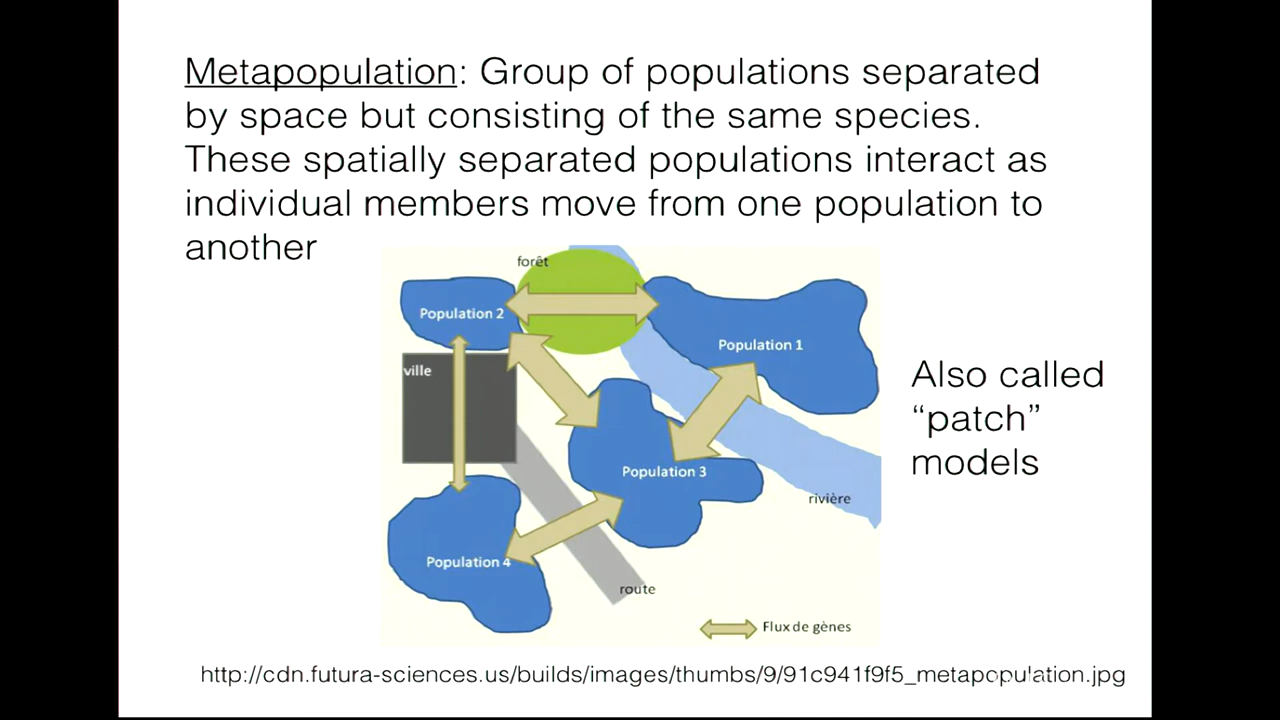 Metapopulation: Group of populations separated
by space but consisting of the same species.
These spatially separated populations interact as
individual members move from one population to
another
forêt
Population 2
Population 1
ville
Also called
“patch”
models
Population 3
rivière
Population 4
route
Flux de gènes
http://cdn.futura-sciences.us/builds/images/thumbs/9/91c941f9f5_metapopulation.jpg